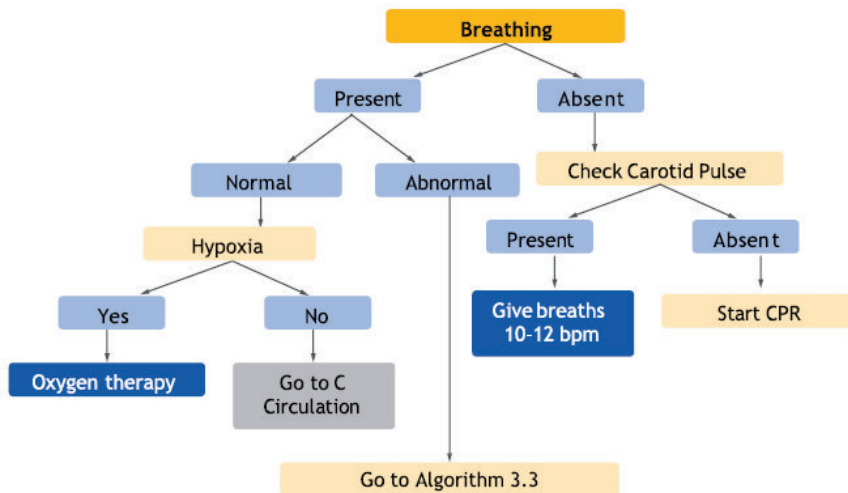 Breathing
Present
Absent
Normal
Abnormal
Check Carotid Pulse
Hypoxia
Present
Absent
Yes
No
Give breaths
10-12 bpm
Start CPR
Oxygen therapy
Go to C
Circulation
Go to Algorithm 3.3